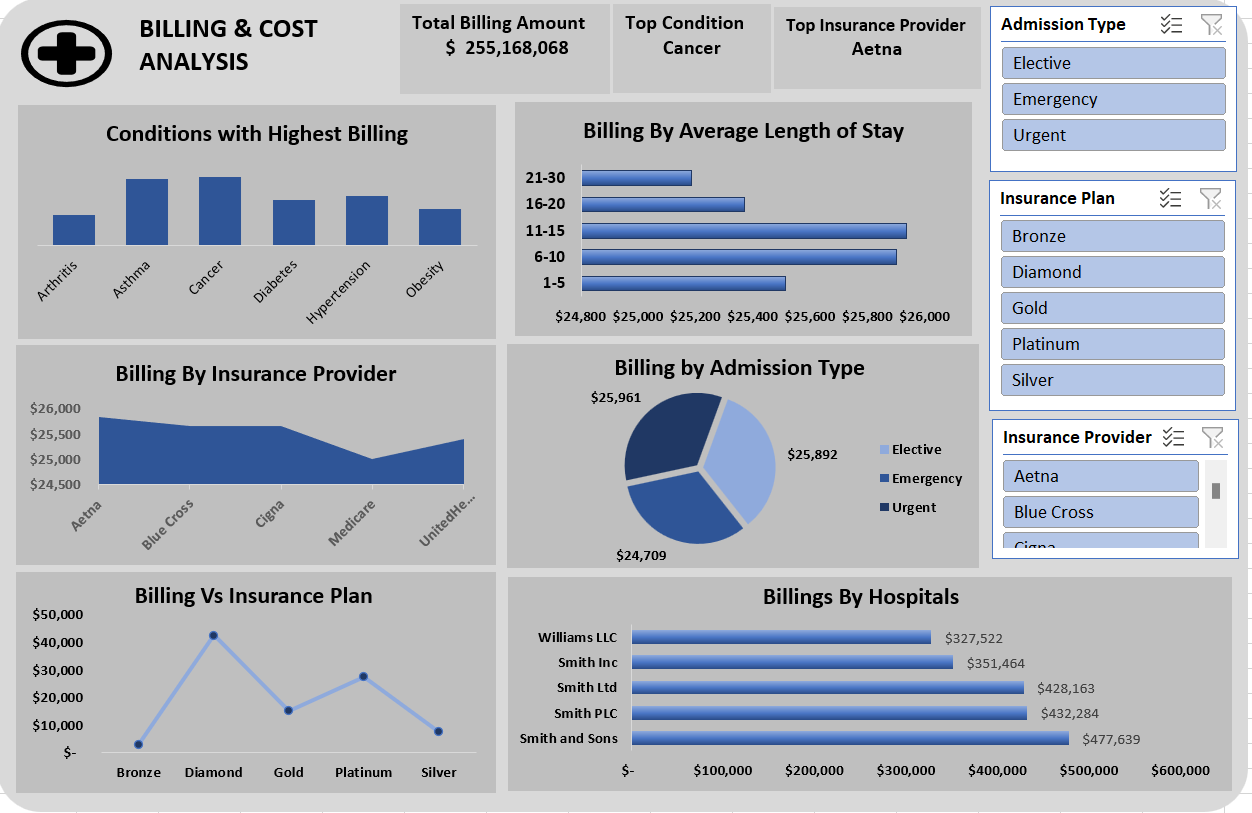 BILLING & COST
ANALYSIS
Total Billing Amount
$ 255,168,068
Top Condition
Cancer
Top Insurance Provider
Aetna
Admission Type
Elective
Emergency
Urgent
Conditions with Highest Billing
Arthritis
Asthma
Cancer
Diabetes
Hypertension
Obesity
Billing By Average Length of Stay
21-30
16-20
11-15
6-10
1-5
$24,800 $25,000 $25,200 $25,400 $25,600 $25,800 $26,000
Insurance Plan
Bronze
Diamond
Gold
Platinum
Silver
Billing By Insurance Provider
$26,000
$25,500
$25,000
$24,500
Aetna
Blue Cross
Cigna
Medicare
UnitedHe...
Billing by Admission Type
$25,961
$25,892
$24,709
Elective
Emergency
Urgent
Insurance Provider
Aetna
Blue Cross
Cigna
Billing Vs Insurance Plan
$50,000
$40,000
$30,000
$20,000
$10,000
$-
Bronze Diamond Gold Platinum Silver
Billings By Hospitals
Williams LLC $327,522
Smith Inc $351,464
Smith Ltd $428,163
Smith PLC $432,284
Smith and Sons $477,639
$- $100,000 $200,000 $300,000 $400,000 $500,000 $600,000